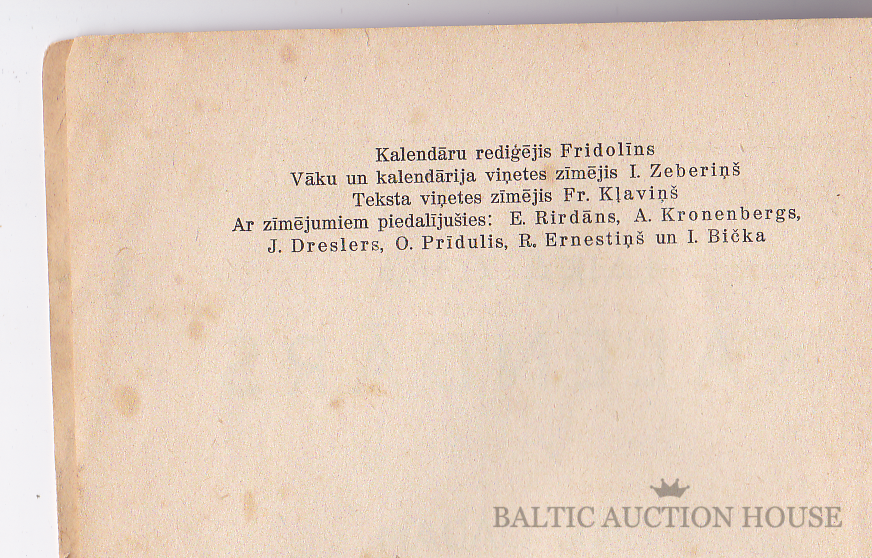 Kalendāru rediģējis Fridolīns
Vāku un kalendārija viņetes zīmējis I. Zeberiņš
Teksta viņetes zīmējis Fr. Kļaviņš
Ar zīmējumiem piedalījušies: E. Rirdāns, A. Kronenbergs,
J. Dreslers, O. Prīdulis, R. Ernestiņš un I. Bička
BALTIC AUCTION HOUSE